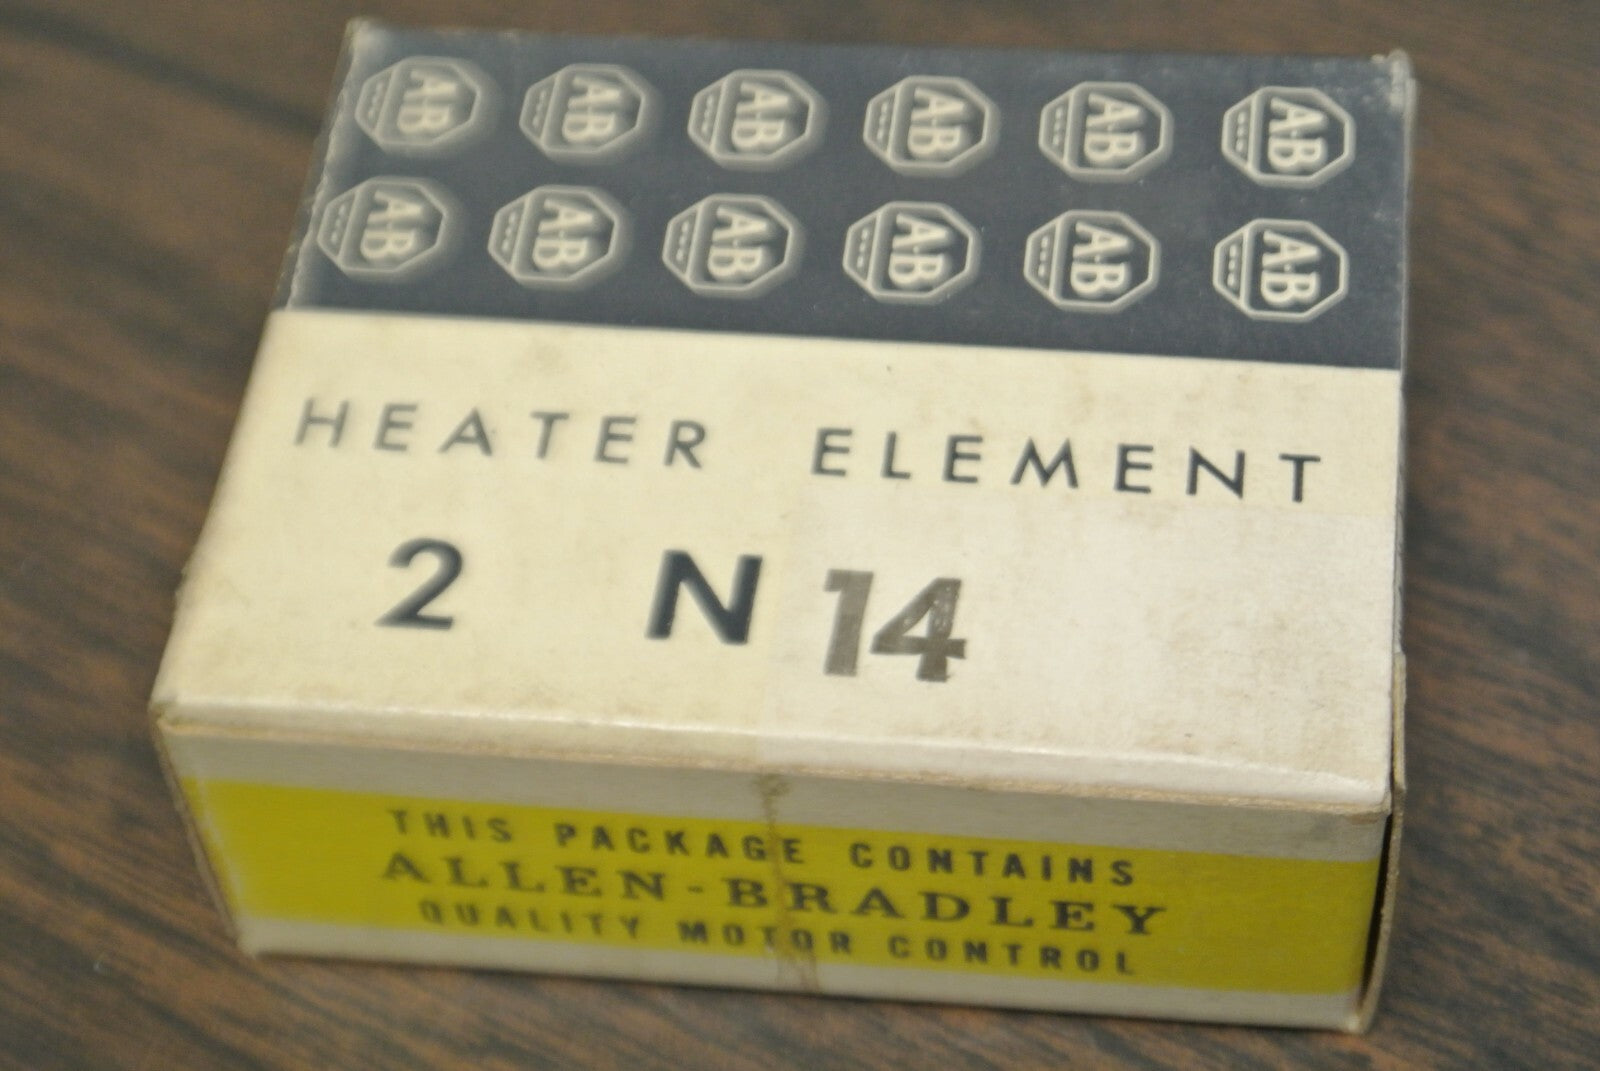 A-B A-B A-B A-B A-B A-B
A-B A-B A-B A-B A-B A-B
HEATER ELEMENT
2 N 14
THIS PACKAGE CONTAINS
ALLEN-BRADLEY
QUALITY MOTOR CONTROL